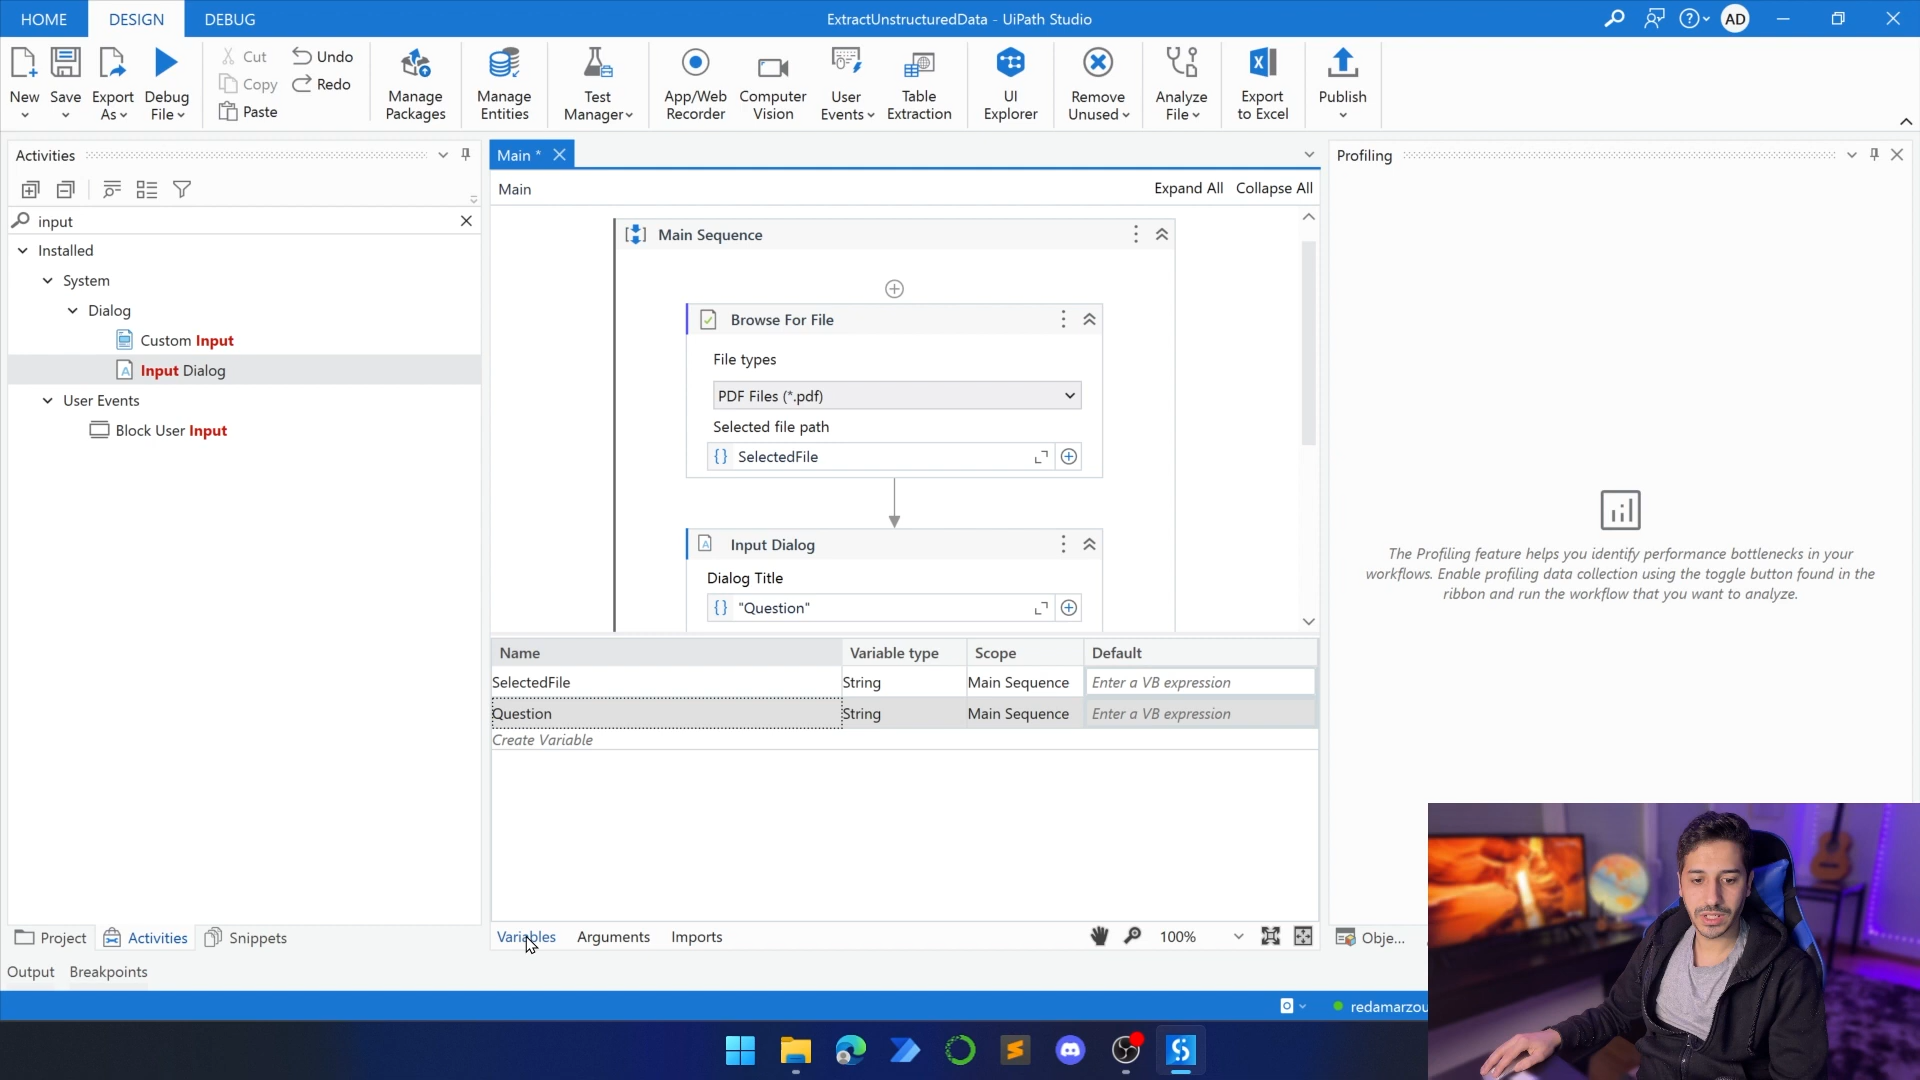 HOME
DESIGN
DEBUG
ExtractUnstructuredData - UiPath Studio
AD
New
Save
Export As
Debug File
Cut
Copy
Paste
Undo
Redo
Manage Packages
Manage Entities
Test Manager
App/Web Recorder
Computer Vision
User Events
Table Extraction
UI Explorer
Remove Unused
Analyze File
Export to Excel
Publish
Activities
input
Installed
System
Dialog
Custom Input
Input Dialog
User Events
Block User Input
Main *
Main
Expand All
Collapse All
Main Sequence
Browse For File
File types
PDF Files (*.pdf)
Selected file path
{} SelectedFile
Input Dialog
Dialog Title
{} "Question"
Name
Variable type
Scope
Default
SelectedFile
String
Main Sequence
Enter a VB expression
Question
String
Main Sequence
Enter a VB expression
Create Variable
Variables
Arguments
Imports
100%
Profiling
The Profiling feature helps you identify performance bottlenecks in your
workflows. Enable profiling data collection using the toggle button found in the
ribbon and run the workflow that you want to analyze.
Project
Activities
Snippets
Obje...
Output
Breakpoints
redamarzou